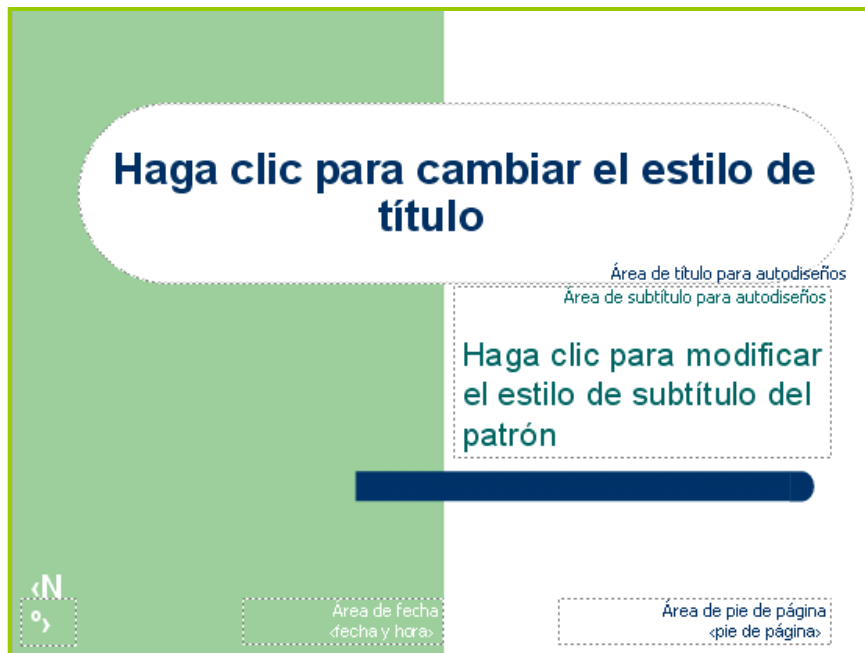 Haga clic para cambiar el estilo de
título
Área de título para autodiseños
Área de subtítulo para autodiseños
Haga clic para modificar
el estilo de subtítulo del
patrón
‹N
º›
Área de fecha
‹fecha y hora›
Área de pie de página
‹pie de página›